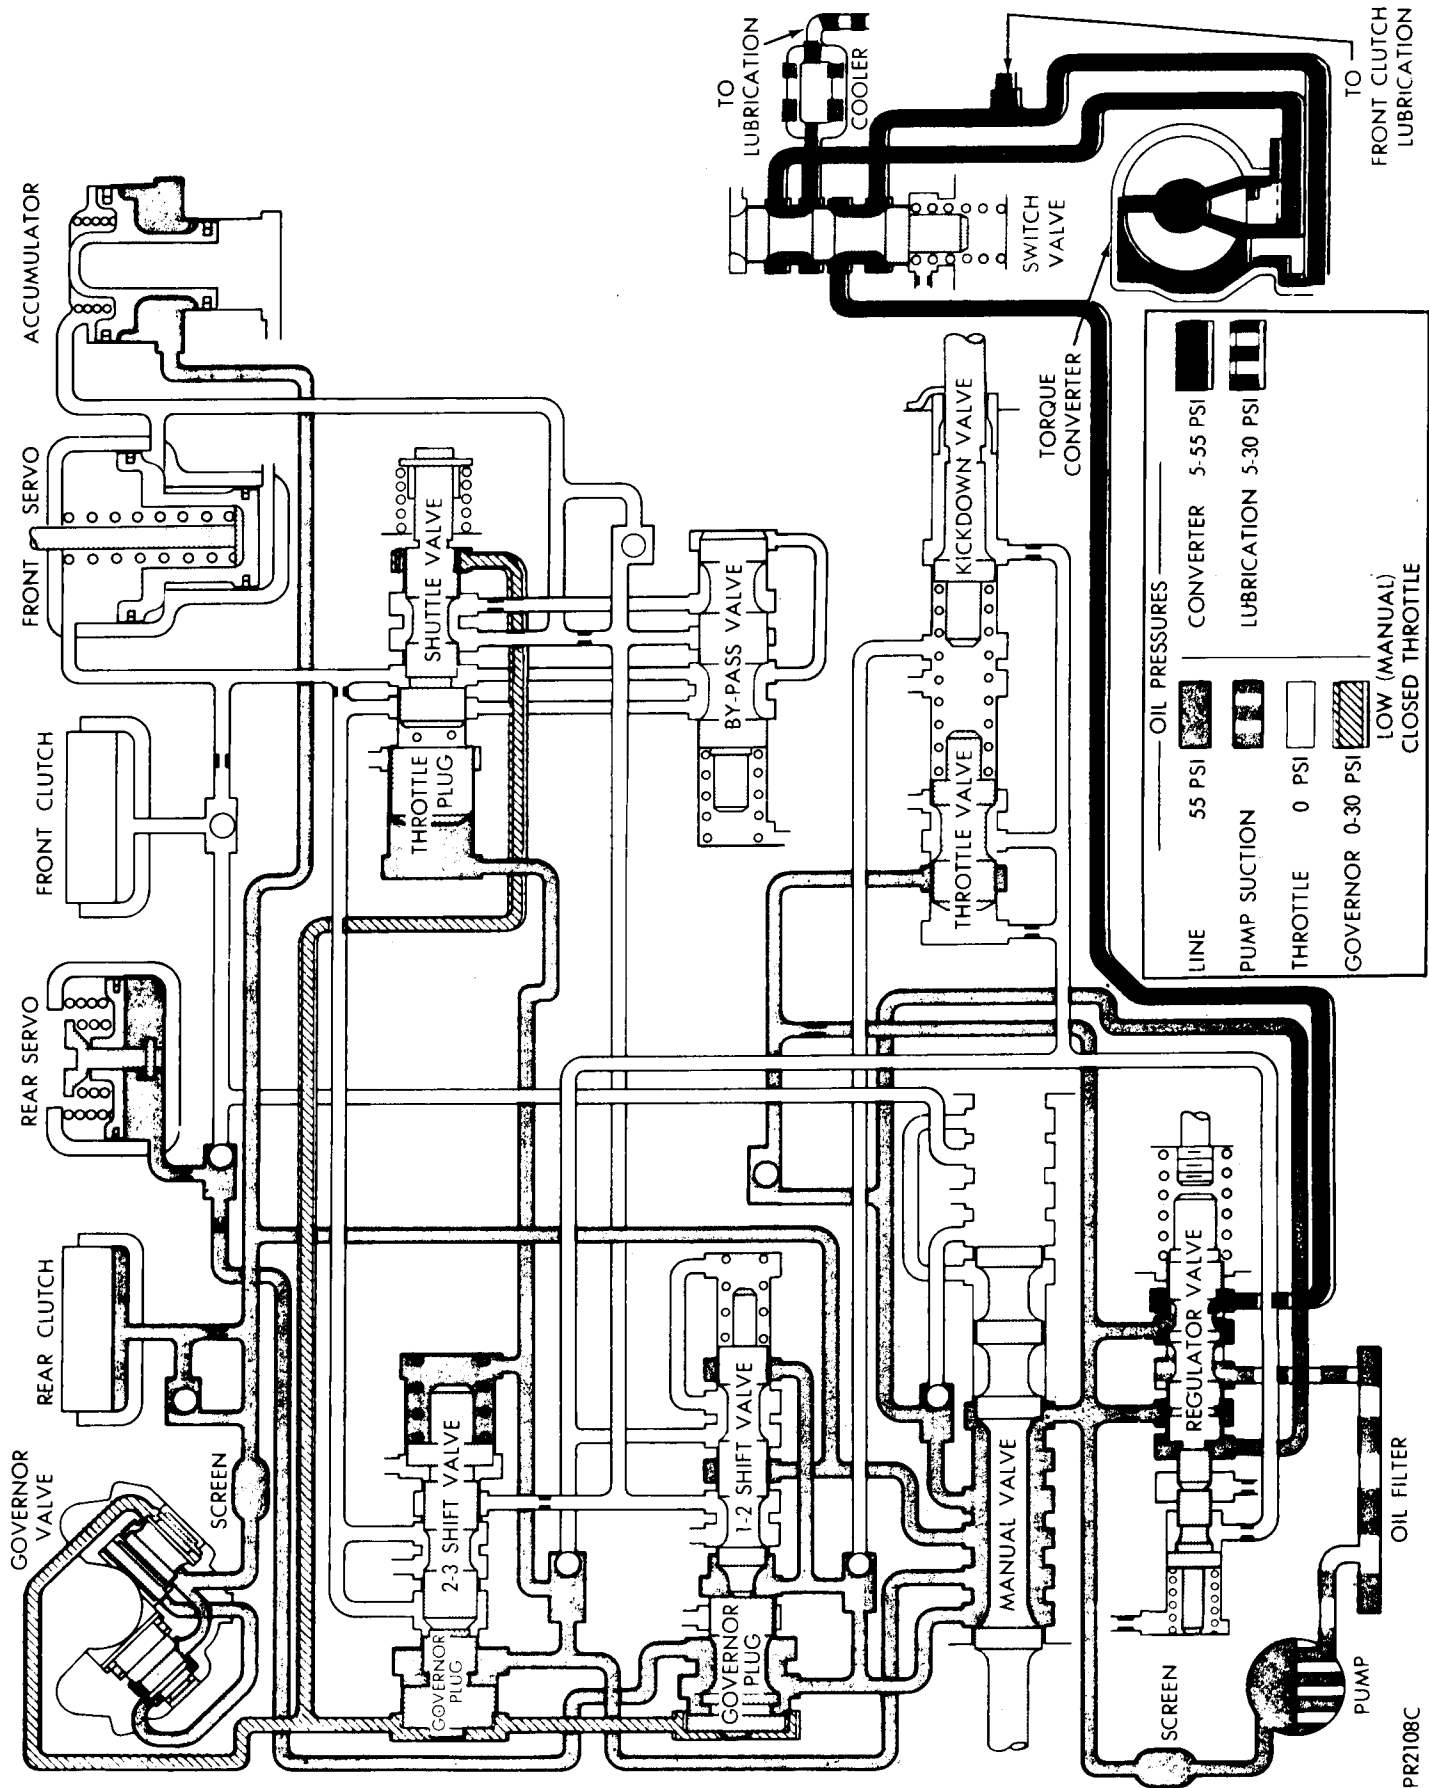 GOVERNOR
VALVE
REAR CLUTCH
REAR SERVO
FRONT CLUTCH
FRONT SERVO
ACCUMULATOR
SCREEN
GOVERNOR
PLUG
2-3 SHIFT VALVE
THROTTLE
PLUG
SHUTTLE VALVE
GOVERNOR
PLUG
1-2 SHIFT VALVE
BY-PASS VALVE
TO
LUBRICATION
COOLER
MANUAL VALVE
THROTTLE VALVE
KICKDOWN VALVE
SWITCH
VALVE
TORQUE
CONVERTER
TO
FRONT CLUTCH
LUBRICATION
SCREEN
REGULATOR VALVE
PUMP
OIL FILTER
OIL PRESSURES
LINE 55 PSI
CONVERTER 5-55 PSI
PUMP SUCTION
LUBRICATION 5-30 PSI
THROTTLE 0 PSI
GOVERNOR 0-30 PSI
LOW (MANUAL)
CLOSED THROTTLE
PR2108C